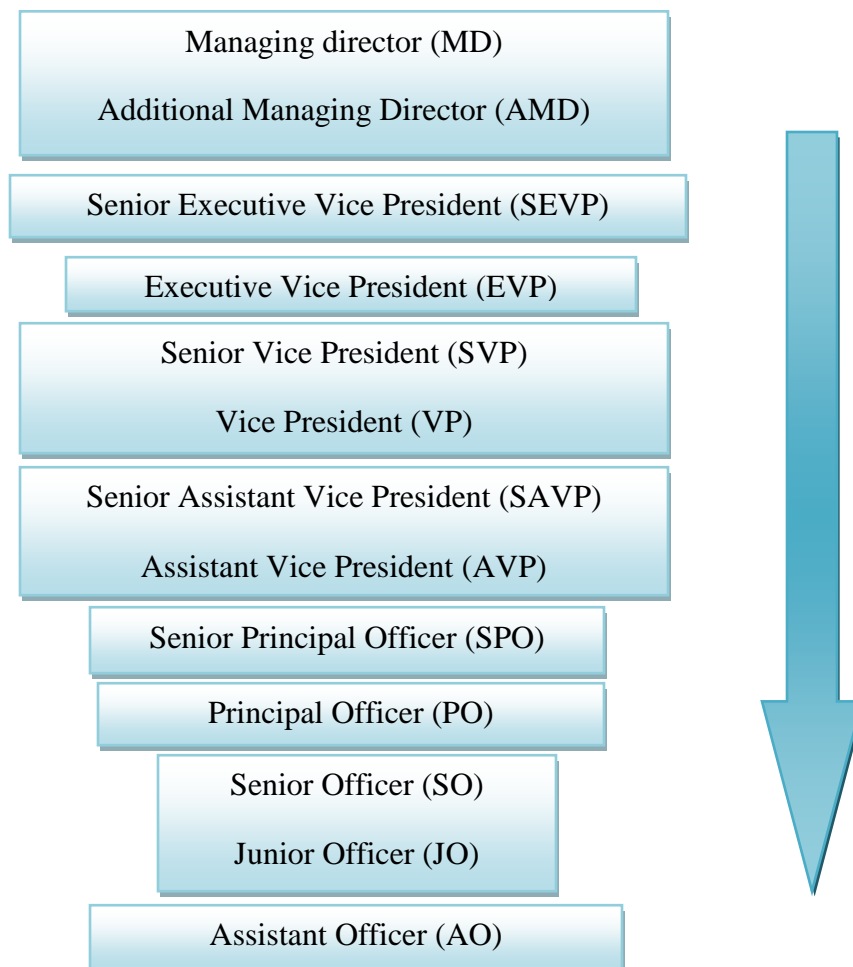 Managing director (MD)
Additional Managing Director (AMD)
Senior Executive Vice President (SEVP)
Executive Vice President (EVP)
Senior Vice President (SVP)
Vice President (VP)
Senior Assistant Vice President (SAVP)
Assistant Vice President (AVP)
Senior Principal Officer (SPO)
Principal Officer (PO)
Senior Officer (SO)
Junior Officer (JO)
Assistant Officer (AO)